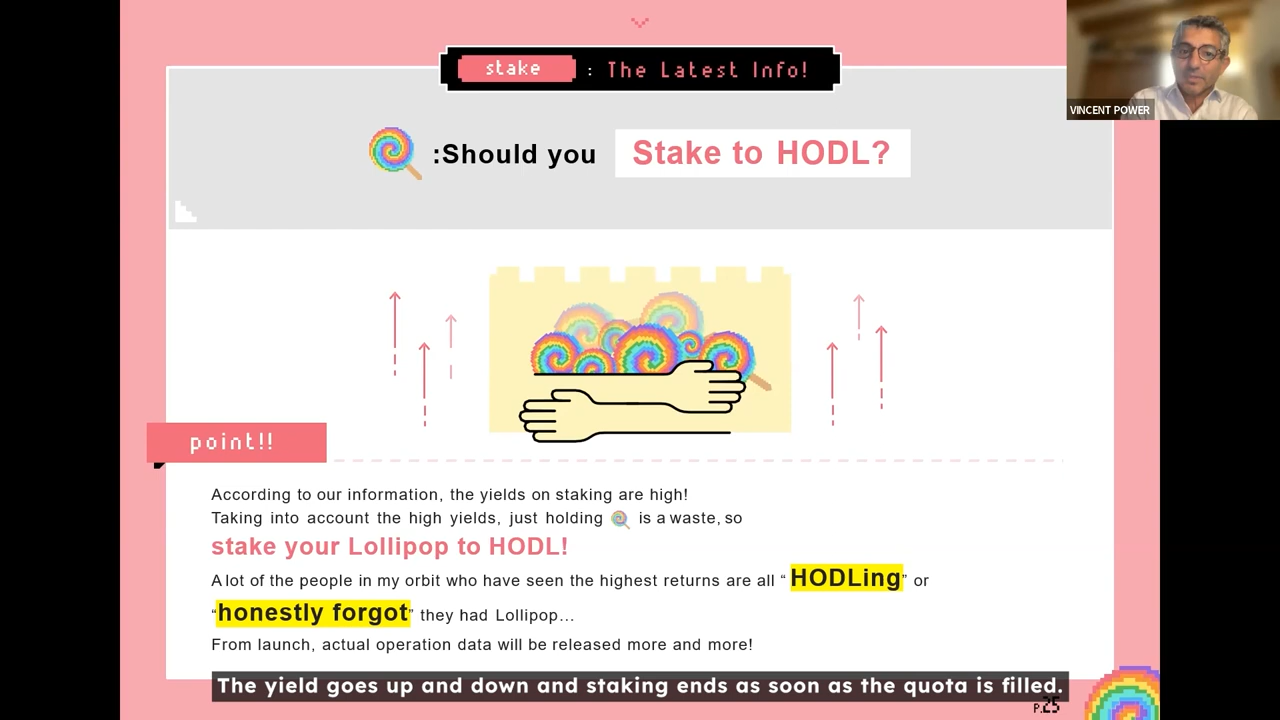 stake : The Latest Info!
VINCENT POWER
:Should you Stake to HODL?
point!!
According to our information, the yields on staking are high!
Taking into account the high yields, just holding is a waste, so
stake your Lollipop to HODL!
A lot of the people in my orbit who have seen the highest returns are all “HODLing” or
“honestly forgot” they had Lollipop...
From launch, actual operation data will be released more and more!
The yield goes up and down and staking ends as soon as the quota is filled.
P.25